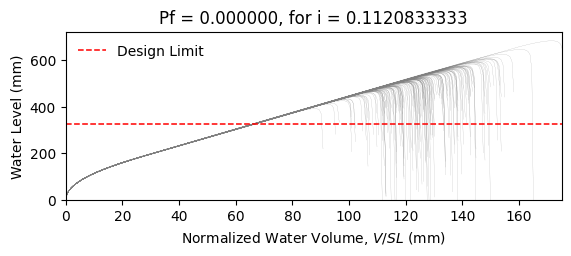 Pf = 0.000000, for i = 0.1120833333
Design Limit
Water Level (mm)
600
400
200
0
0 20 40 60 80 100 120 140 160
Normalized Water Volume, V/SL (mm)